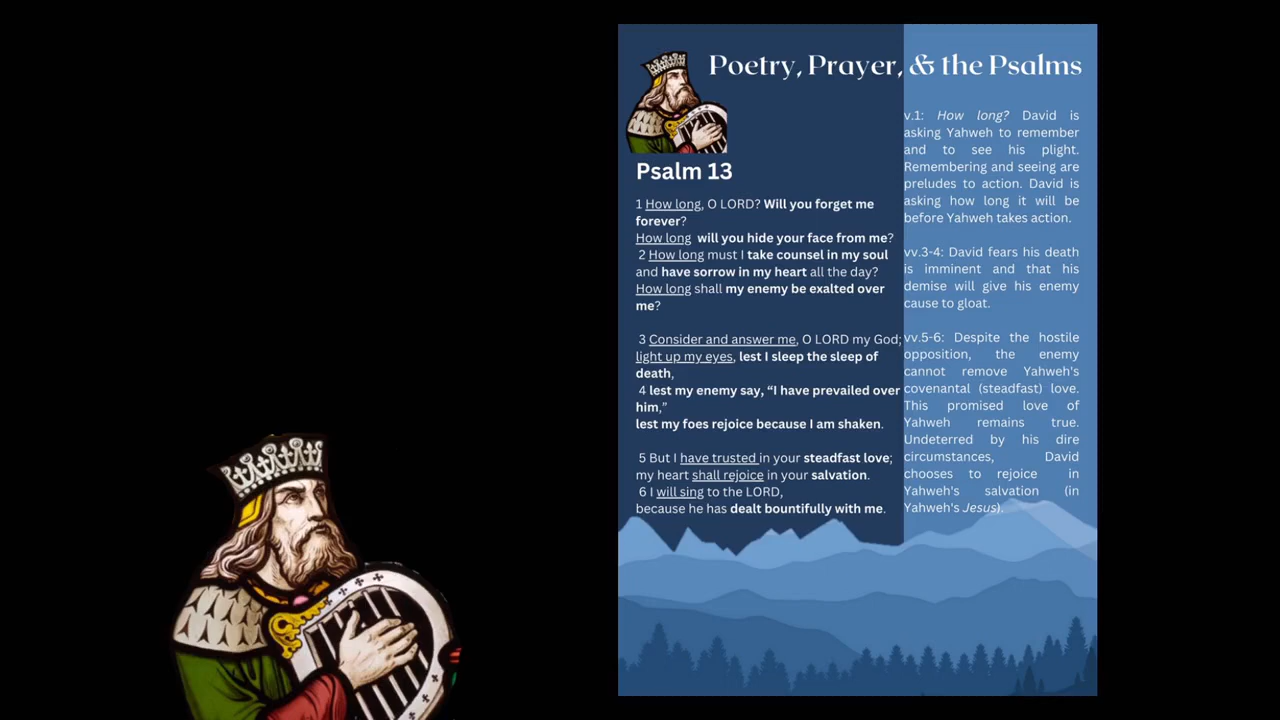 Poetry, Prayer, & the Psalms
Psalm 13
1 How long, O LORD? Will you forget me
forever?
How long will you hide your face from me?
2 How long must I take counsel in my soul
and have sorrow in my heart all the day?
How long shall my enemy be exalted over
me?
3 Consider and answer me, O LORD my God;
light up my eyes, lest I sleep the sleep of
death,
4 lest my enemy say, “I have prevailed over
him,”
lest my foes rejoice because I am shaken.
5 But I have trusted in your steadfast love;
my heart shall rejoice in your salvation.
6 I will sing to the LORD,
because he has dealt bountifully with me.
v.1: How long? David is
asking Yahweh to remember
and to see his plight.
Remembering and seeing are
preludes to action. David is
asking how long it will be
before Yahweh takes action.
vv.3-4: David fears his death
is imminent and that his
demise will give his enemy
cause to gloat.
vv.5-6: Despite the hostile
opposition, the enemy
cannot remove Yahweh's
covenantal (steadfast) love.
This promised love of
Yahweh remains true.
Undeterred by his dire
circumstances, David
chooses to rejoice in
Yahweh's salvation (in
Yahweh's Jesus).